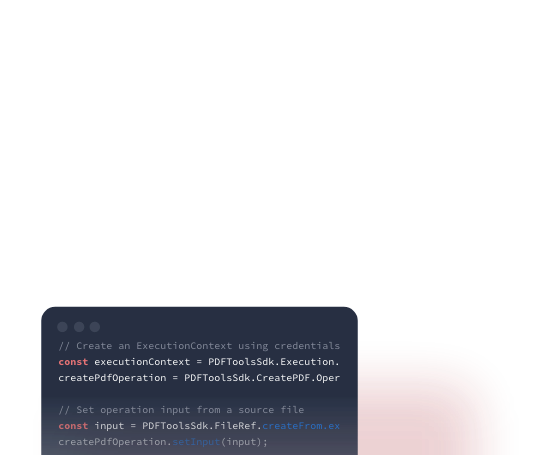 // Create an ExecutionContext using credentials
const executionContext = PDFToolsSdk.Execution.
createPdfOperation = PDFToolsSdk.CreatePDF.Oper
// Set operation input from a source file
const input = PDFToolsSdk.FileRef.createFrom.ex
createPdfOperation.setInput(input);